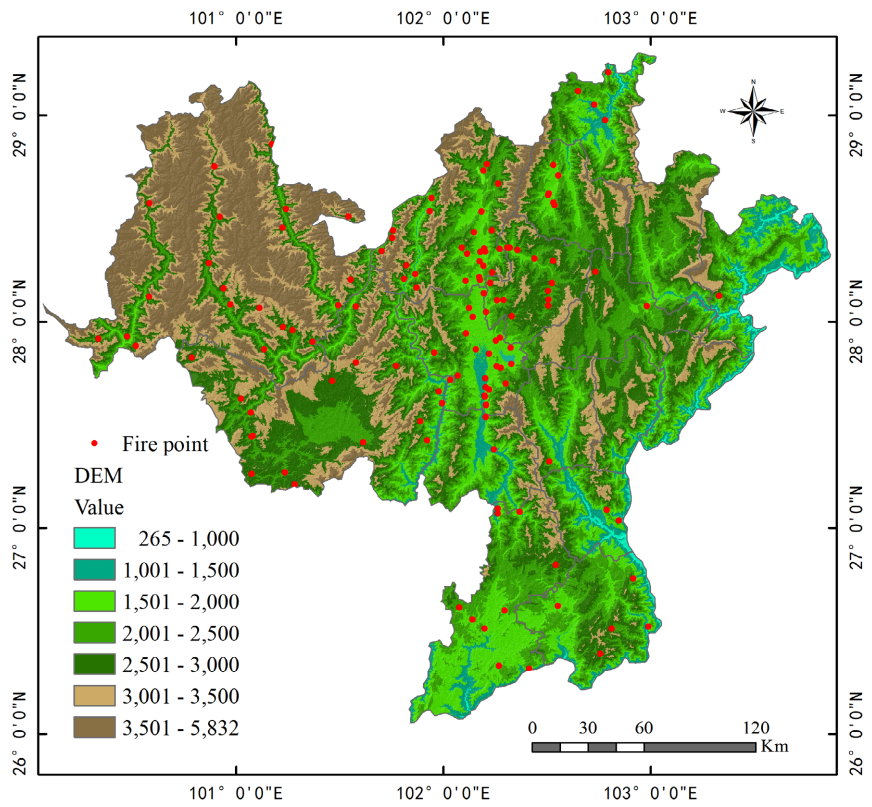 101° 0'0"E 102° 0'0"E 103° 0'0"E
29° 0'0"N 29° 0'0"N
N
W E
S
28° 0'0"N 28° 0'0"N
Fire point
DEM
Value
27° 0'0"N 27° 0'0"N
265 - 1,000
1,001 - 1,500
1,501 - 2,000
2,001 - 2,500
2,501 - 3,000
3,001 - 3,500
3,501 - 5,832
0 30 60 120
Km
26° 0'0"N 26° 0'0"N
101° 0'0"E 102° 0'0"E 103° 0'0"E